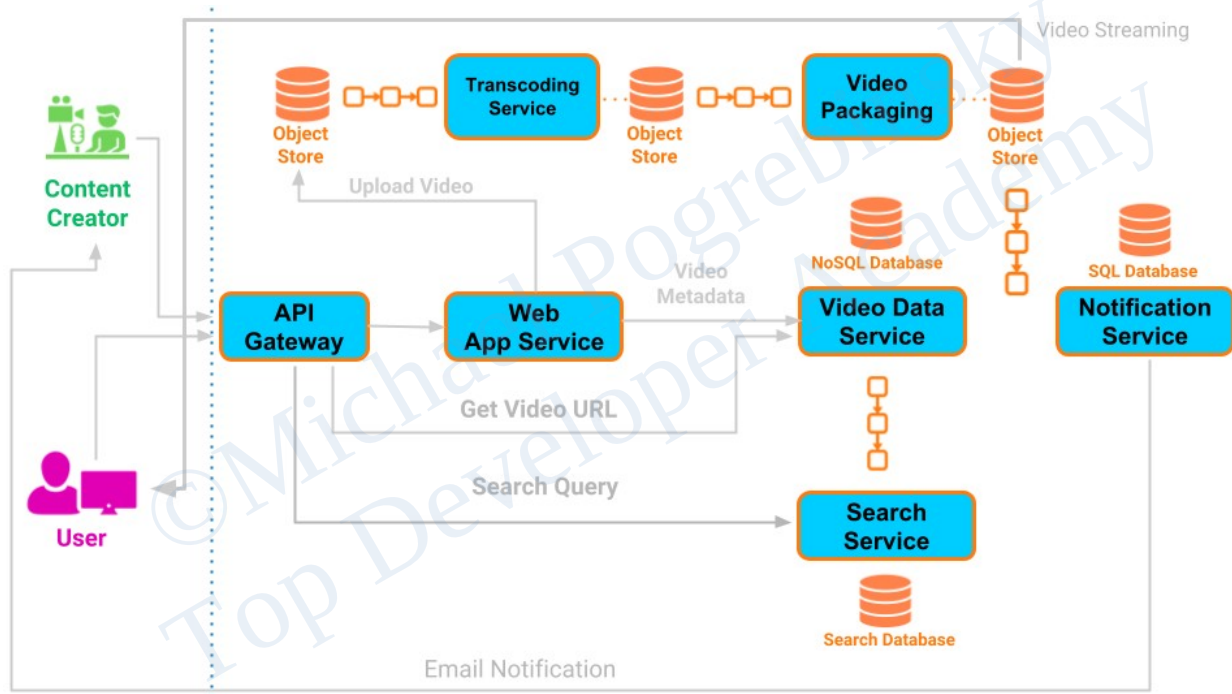 Video Streaming
Transcoding
Service
Video
Packaging
Object
Store
Object
Store
Object
Store
Content
Creator
Upload Video
NoSQL Database
SQL Database
Video
Metadata
API
Gateway
Web
App Service
Video Data
Service
Notification
Service
Get Video URL
Search Query
User
Search
Service
Search Database
Email Notification
©Michael Pogrebinsky
Top Developer Academy